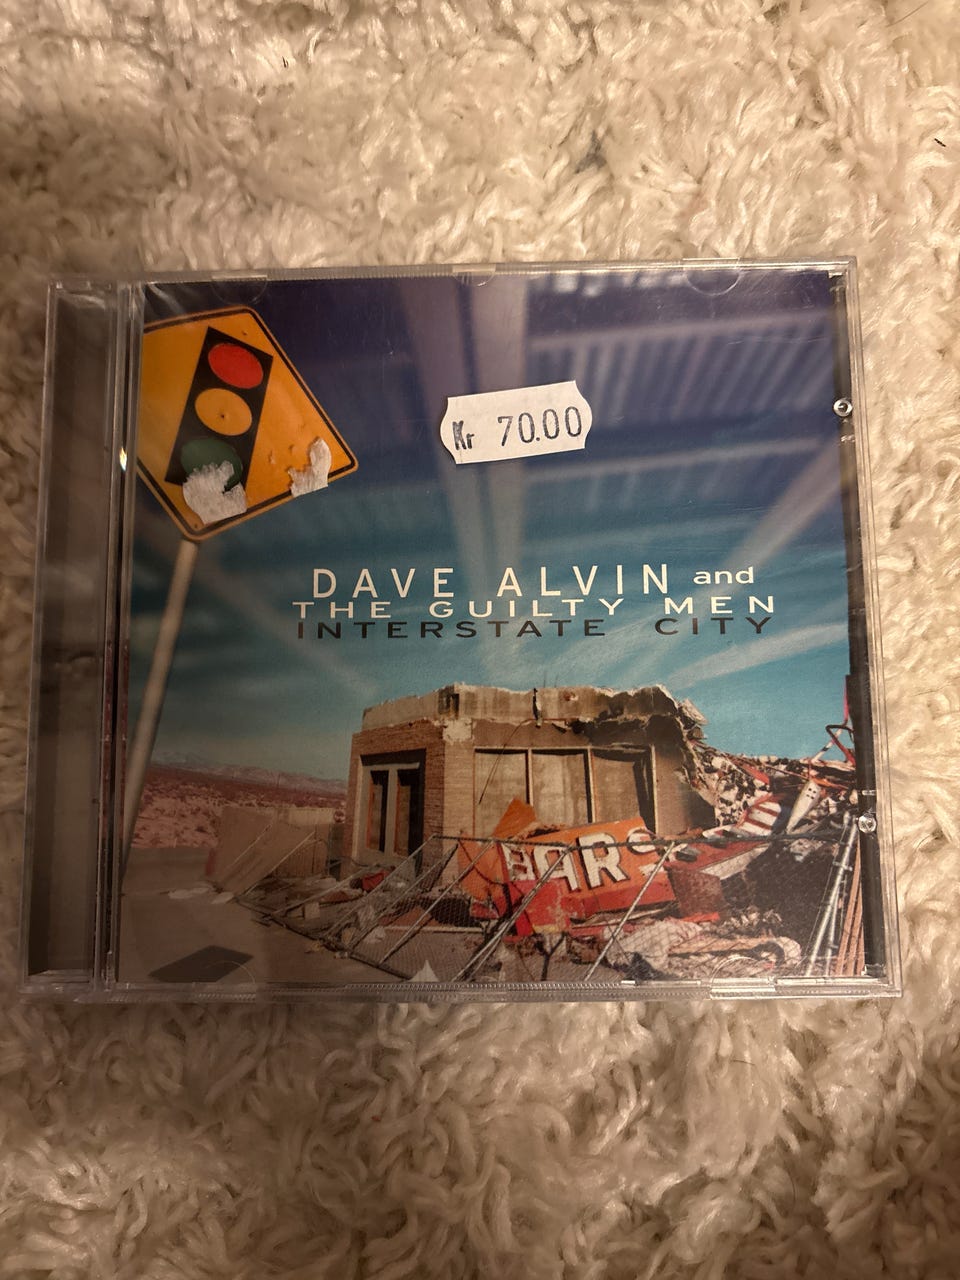 Kr 70.00
DAVE ALVIN and
THE GUILTY MEN
INTERSTATE CITY
BAR